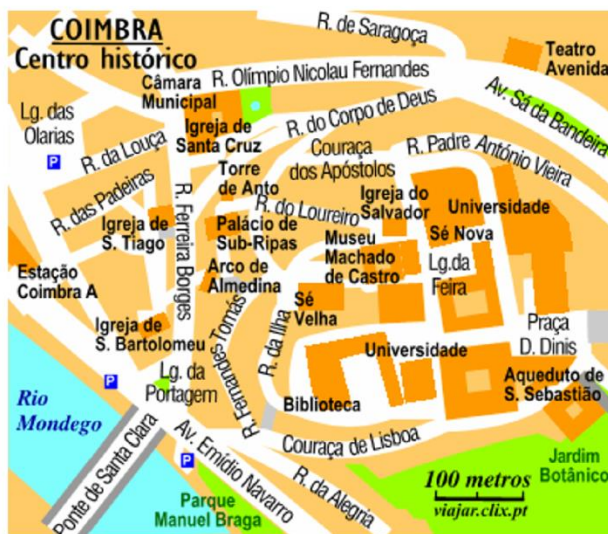 COIMBRA
Centro histórico
R. de Saragoça
Teatro
Avenida
Câmara
Municipal
R. Olímpio Nicolau Fernandes
Av. Sá da Bandeira
Lg. das
Olarias
P
R. da Louça
Igreja de
Santa Cruz
R. do Corpo de Deus
Couraça
dos Apóstolos
R. Padre António Vieira
R. das Padeiras
Torre
de Anto
R. do Loureiro
Igreja do
Salvador
Universidade
Igreja de
S. Tiago
R. Ferreira Borges
Palácio de
Sub-Ripas
Museu
Machado
de Castro
Sé Nova
Estação
Coimbra A
Arco de
Almedina
Lg. da
Feira
Sé
Velha
Igreja de
S. Bartolomeu
R. Fernandes Tomás
R. da Ilha
Universidade
Praça
D. Dinis
Lg. da
Portagem
P
Rio
Mondego
Biblioteca
Aqueduto de
S. Sebastião
Ponte de Santa Clara
Av. Emídio Navarro
P
Couraça de Lisboa
R. da Alegria
Jardim
Botânico
Parque
Manuel Braga
100 metros
viajar.clix.pt